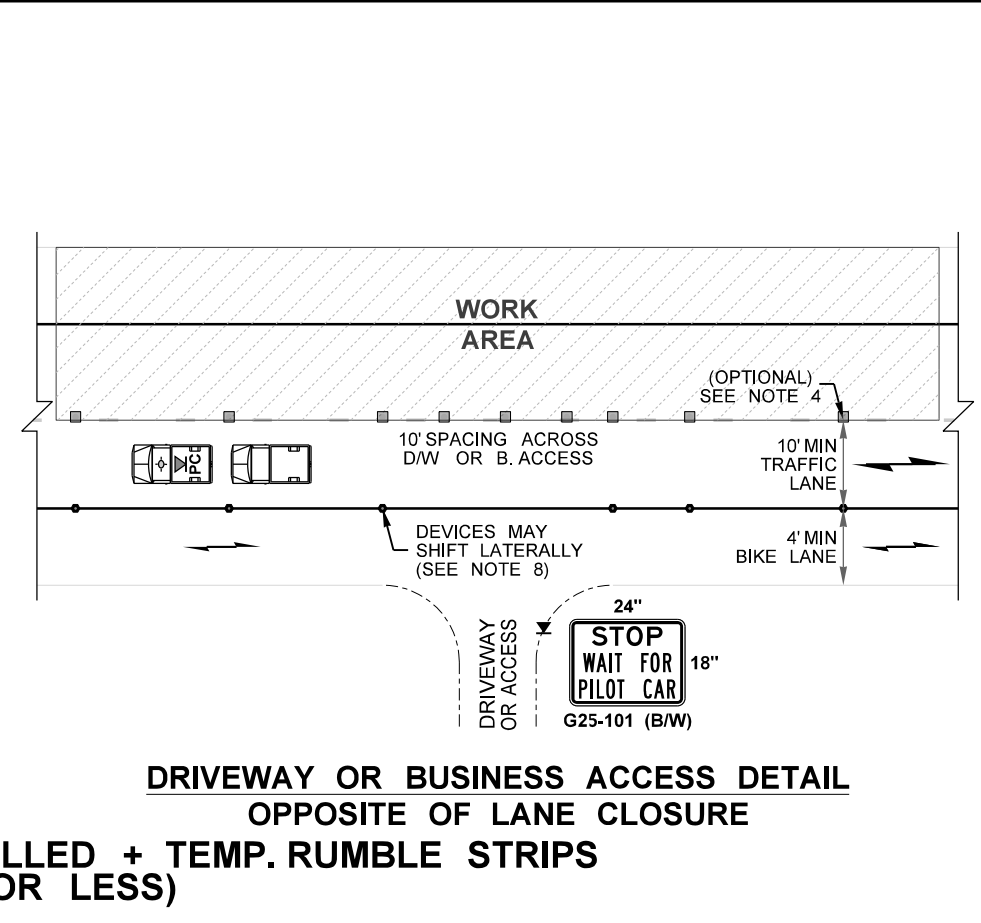 WORK
AREA
(OPTIONAL)
SEE NOTE 4
10' SPACING ACROSS
D/W OR B. ACCESS
10' MIN
TRAFFIC
LANE
PC
DEVICES MAY
SHIFT LATERALLY
(SEE NOTE 8)
4' MIN
BIKE LANE
DRIVEWAY
OR ACCESS
24"
STOP
WAIT FOR
PILOT CAR
18"
G25-101 (B/W)
DRIVEWAY OR BUSINESS ACCESS DETAIL
OPPOSITE OF LANE CLOSURE
LLED + TEMP. RUMBLE STRIPS
OR LESS)